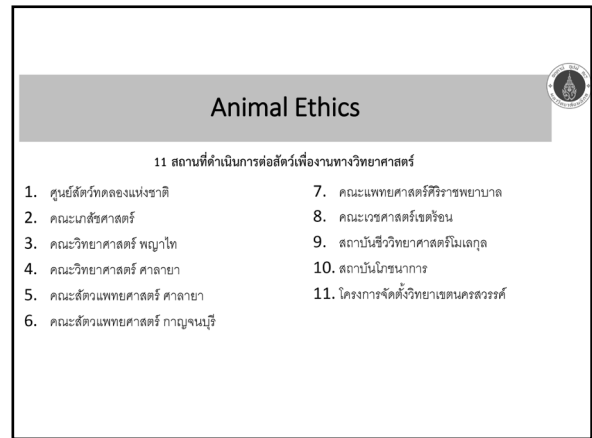 Animal Ethics
11 สถานที่ดำเนินการต่อสัตว์เพื่องานทางวิทยาศาสตร์
1. ศูนย์สัตว์ทดลองแห่งชาติ
2. คณะเภสัชศาสตร์
3. คณะวิทยาศาสตร์ พญาไท
4. คณะวิทยาศาสตร์ ศาลายา
5. คณะสัตวแพทยศาสตร์ ศาลายา
6. คณะสัตวแพทยศาสตร์ กาญจนบุรี
7. คณะแพทยศาสตร์ศิริราชพยาบาล
8. คณะเวชศาสตร์เขตร้อน
9. สถาบันชีววิทยาศาสตร์โมเลกุล
10. สถาบันโภชนาการ
11. โครงการจัดตั้งวิทยาเขตนครสวรรค์